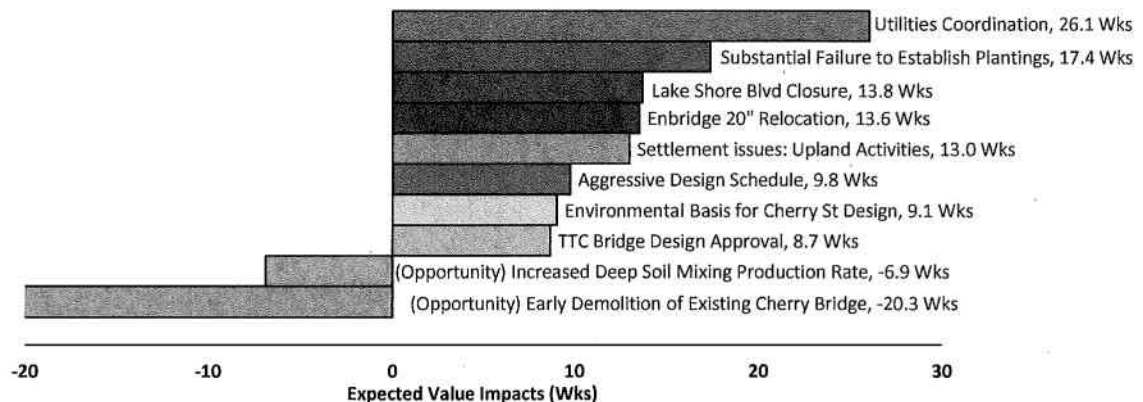 Utilities Coordination, 26.1 Wks
Substantial Failure to Establish Plantings, 17.4 Wks
Lake Shore Blvd Closure, 13.8 Wks
Enbridge 20" Relocation, 13.6 Wks
Settlement issues: Upland Activities, 13.0 Wks
Aggressive Design Schedule, 9.8 Wks
Environmental Basis for Cherry St Design, 9.1 Wks
TTC Bridge Design Approval, 8.7 Wks
(Opportunity) Increased Deep Soil Mixing Production Rate, -6.9 Wks
(Opportunity) Early Demolition of Existing Cherry Bridge, -20.3 Wks
-20 -10 0 10 20 30
Expected Value Impacts (Wks)